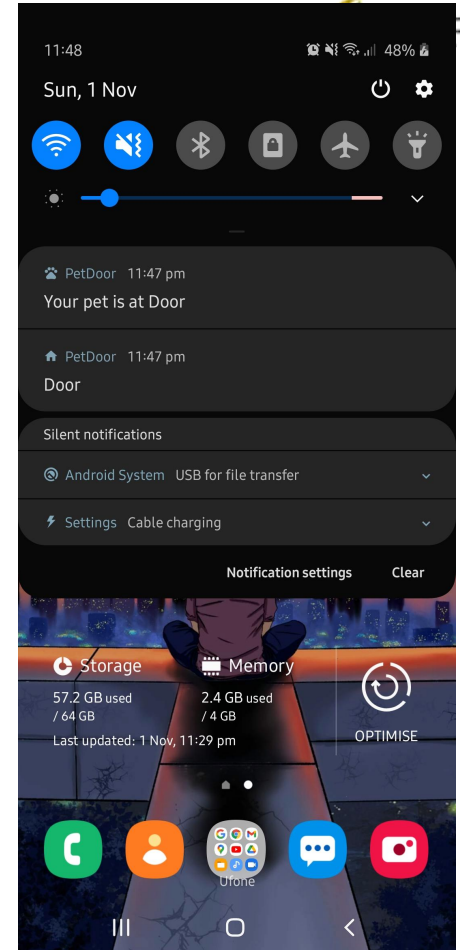 11:48 48%
Sun, 1 Nov
PetDoor 11:47 pm
Your pet is at Door
PetDoor 11:47 pm
Door
Silent notifications
Android System USB for file transfer
Settings Cable charging
Notification settings Clear
Storage Memory
57.2 GB used 2.4 GB used
/ 64 GB / 4 GB
Last updated: 1 Nov, 11:29 pm OPTIMISE
Ufone